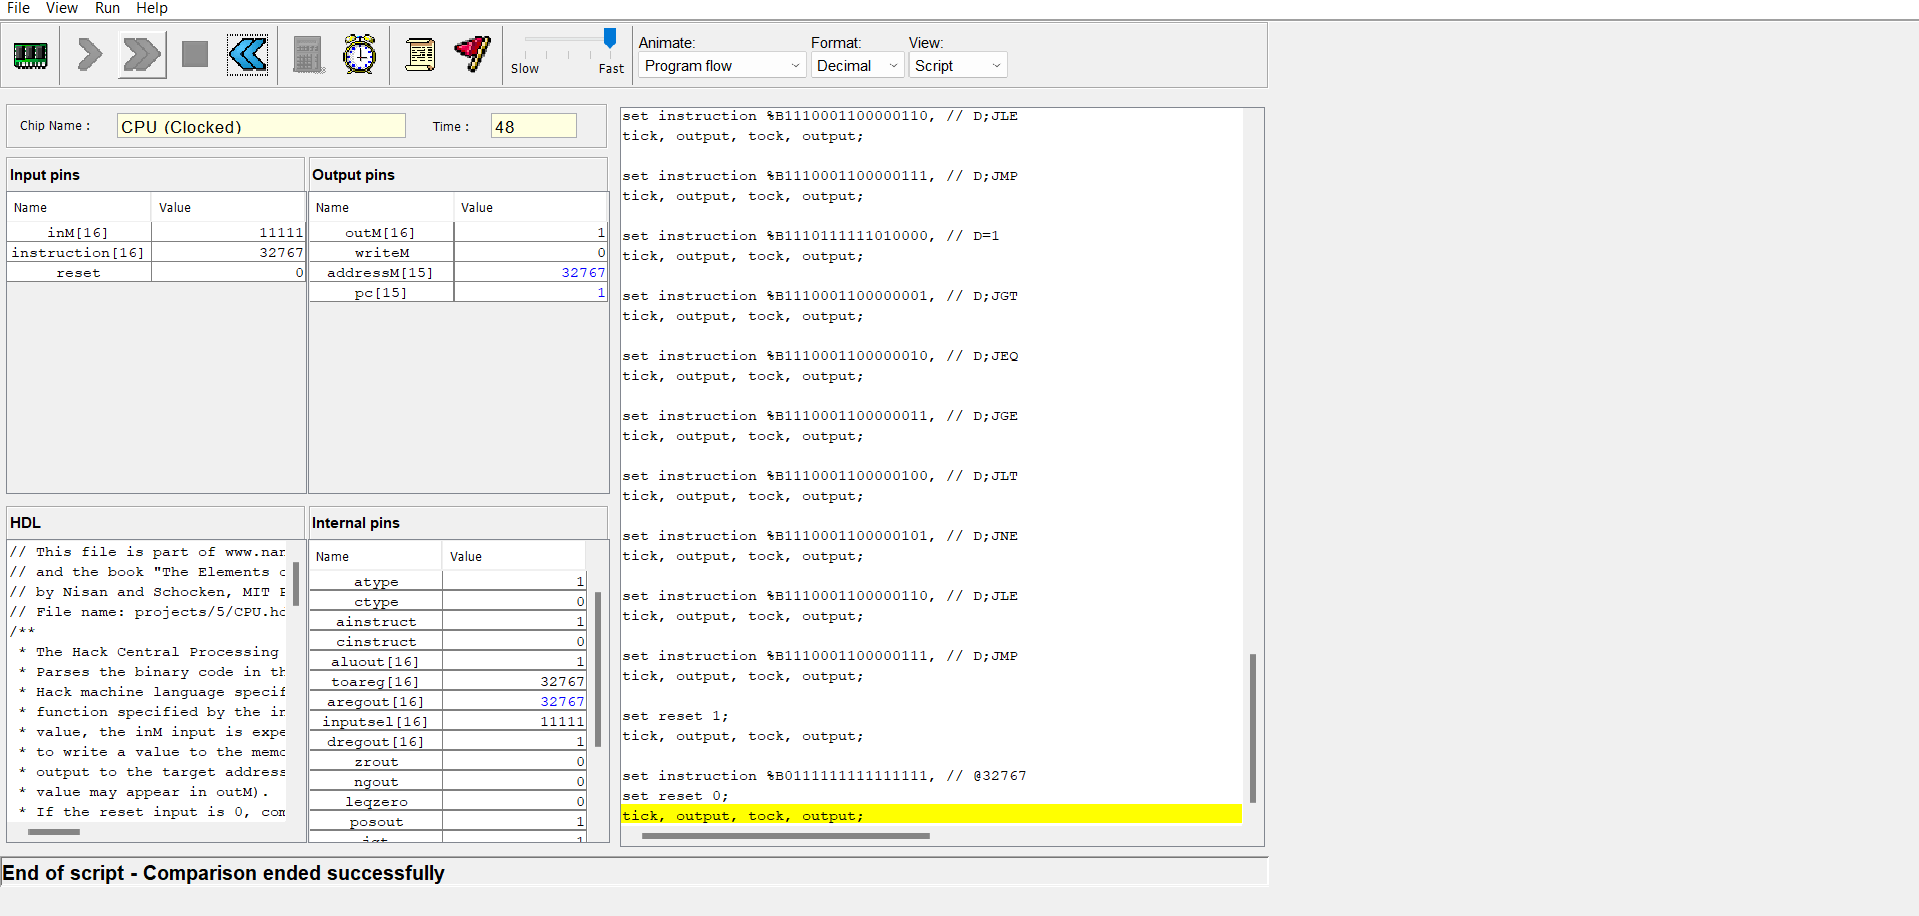 File View Run Help
Animate: Format: View:
Slow Fast Program flow Decimal Script
Chip Name : CPU (Clocked) Time : 48
Input pins
Name Value
inM[16] 11111
instruction[16] 32767
reset 0
Output pins
Name Value
outM[16] 1
writeM 0
addressM[15] 32767
pc[15] 1
HDL
// This file is part of www.nan
// and the book "The Elements o
// by Nisan and Schocken, MIT P
// File name: projects/5/CPU.hd
/**
* The Hack Central Processing
* Parses the binary code in th
* Hack machine language specif
* function specified by the in
* value, the inM input is expe
* to write a value to the memo
* output to the target address
* value may appear in outM).
* If the reset input is 0, com
Internal pins
Name Value
atype 1
ctype 0
ainstruct 1
cinstruct 0
aluout[16] 1
toareg[16] 32767
aregout[16] 32767
inputsel[16] 11111
dregout[16] 1
zrout 0
ngout 0
leqzero 0
posout 1
jgt 1
set instruction %B1110001100000110, // D;JLE
tick, output, tock, output;
set instruction %B1110001100000111, // D;JMP
tick, output, tock, output;
set instruction %B1110111111010000, // D=1
tick, output, tock, output;
set instruction %B1110001100000001, // D;JGT
tick, output, tock, output;
set instruction %B1110001100000010, // D;JEQ
tick, output, tock, output;
set instruction %B1110001100000011, // D;JGE
tick, output, tock, output;
set instruction %B1110001100000100, // D;JLT
tick, output, tock, output;
set instruction %B1110001100000101, // D;JNE
tick, output, tock, output;
set instruction %B1110001100000110, // D;JLE
tick, output, tock, output;
set instruction %B1110001100000111, // D;JMP
tick, output, tock, output;
set reset 1;
tick, output, tock, output;
set instruction %B0111111111111111, // @32767
set reset 0;
tick, output, tock, output;
End of script - Comparison ended successfully